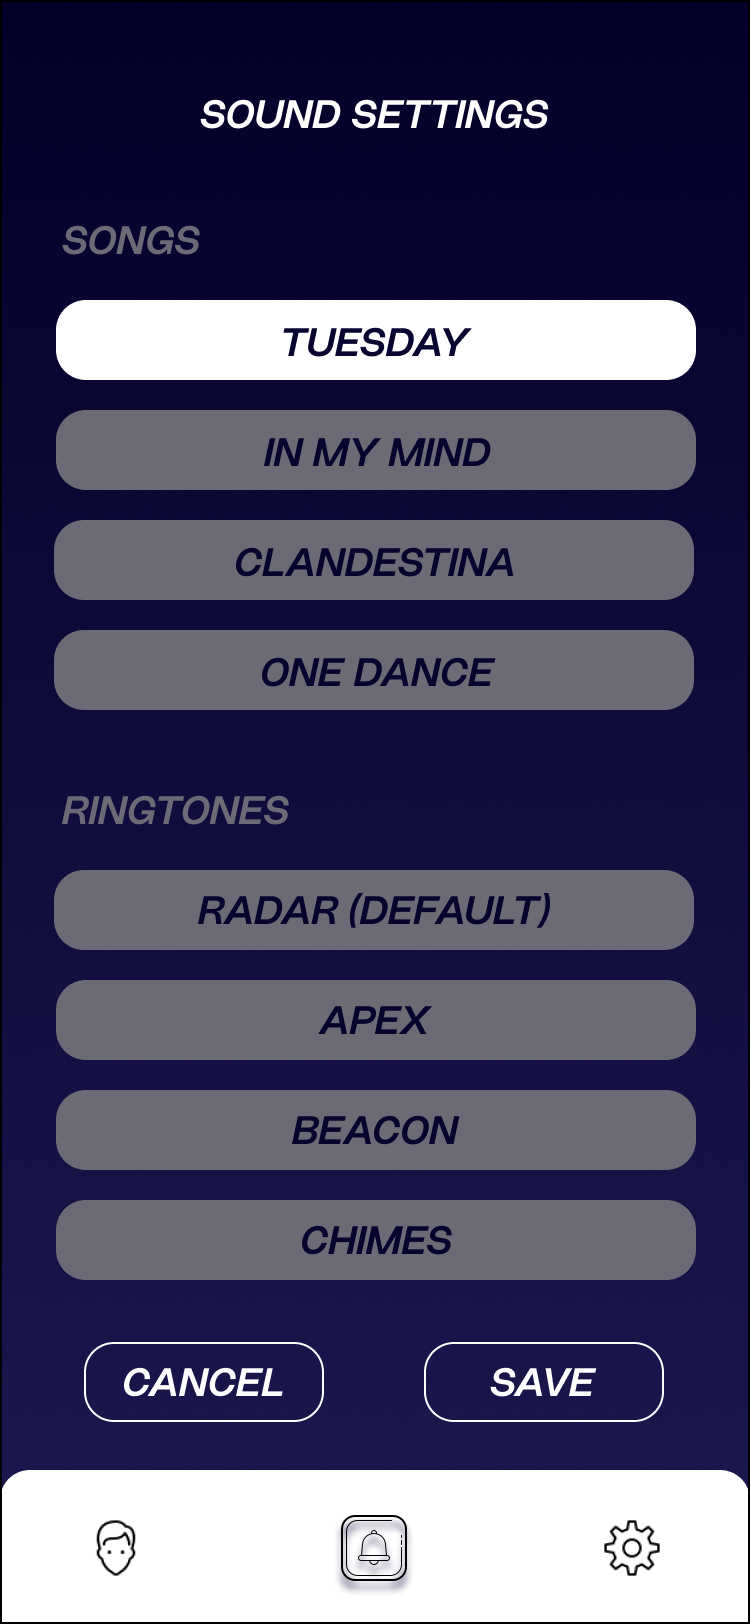 SOUND SETTINGS
SONGS
TUESDAY
IN MY MIND
CLANDESTINA
ONE DANCE
RINGTONES
RADAR (DEFAULT)
APEX
BEACON
CHIMES
CANCEL
SAVE